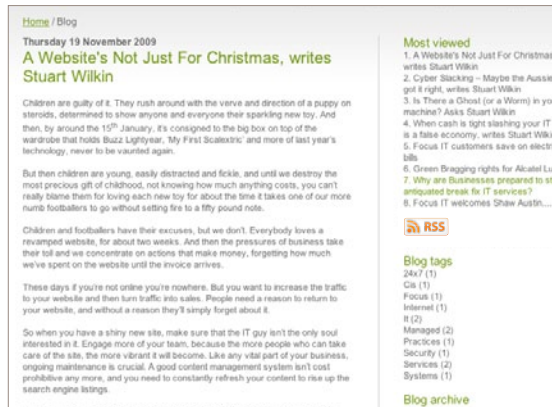 Home / Blog
Thursday 19 November 2009
A Website's Not Just For Christmas, writes
Stuart Wilkin
Children are guilty of it. They rush around with the verve and direction of a puppy on
steroids, determined to show anyone and everyone their sparkling new toy. And
then, by around the 15th January, it's consigned to the big box on top of the
wardrobe that holds Buzz Lightyear, 'My First Scalextric' and more of last year's
technology, never to be vaunted again.
But then children are young, easily distracted and fickle, and until we destroy the
most precious gift of childhood, not knowing how much anything costs, you can't
really blame them for loving each new toy for about the time it takes one of our more
numb footballers to go without setting fire to a fifty pound note.
Children and footballers have their excuses, but we don't. Everybody loves a
revamped website, for about two weeks. And then the pressures of business take
their toll and we concentrate on actions that make money, forgetting how much
we've spent on the website until the invoice arrives.
These days if you're not online you're nowhere. But you want to increase the traffic
to your website and then turn traffic into sales. People need a reason to return to
your website, and without a reason they'll simply forget about it.
So when you have a shiny new site, make sure that the IT guy isn't the only soul
interested in it. Engage more of your team, because the more people who can take
care of the site, the more vibrant it will become. Like any vital part of your business,
ongoing maintenance is crucial. A good content management system isn't cost
prohibitive any more, and you need to constantly refresh your content to rise up the
search engine listings.
Most viewed
1. A Website's Not Just For Christmas
writes Stuart Wilkin
2. Cyber Slacking – Maybe the Aussie
got it right, writes Stuart Wilkin
3. Is There a Ghost (or a Worm) in yo
machine? Asks Stuart Wilkin
4. When cash is tight slashing your IT
is a false economy, writes Stuart Wilk
5. Focus IT customers save on electr
bills
6. Green Bragging rights for Alcatel Lu
7. Why are Businesses prepared to st
antiquated break fix IT services?
8. Focus IT welcomes Shaw Austin....
RSS
Blog tags
24x7 (1)
Cis (1)
Focus (1)
Internet (1)
It (2)
Managed (2)
Practices (1)
Security (1)
Services (2)
Systems (1)
Blog archive